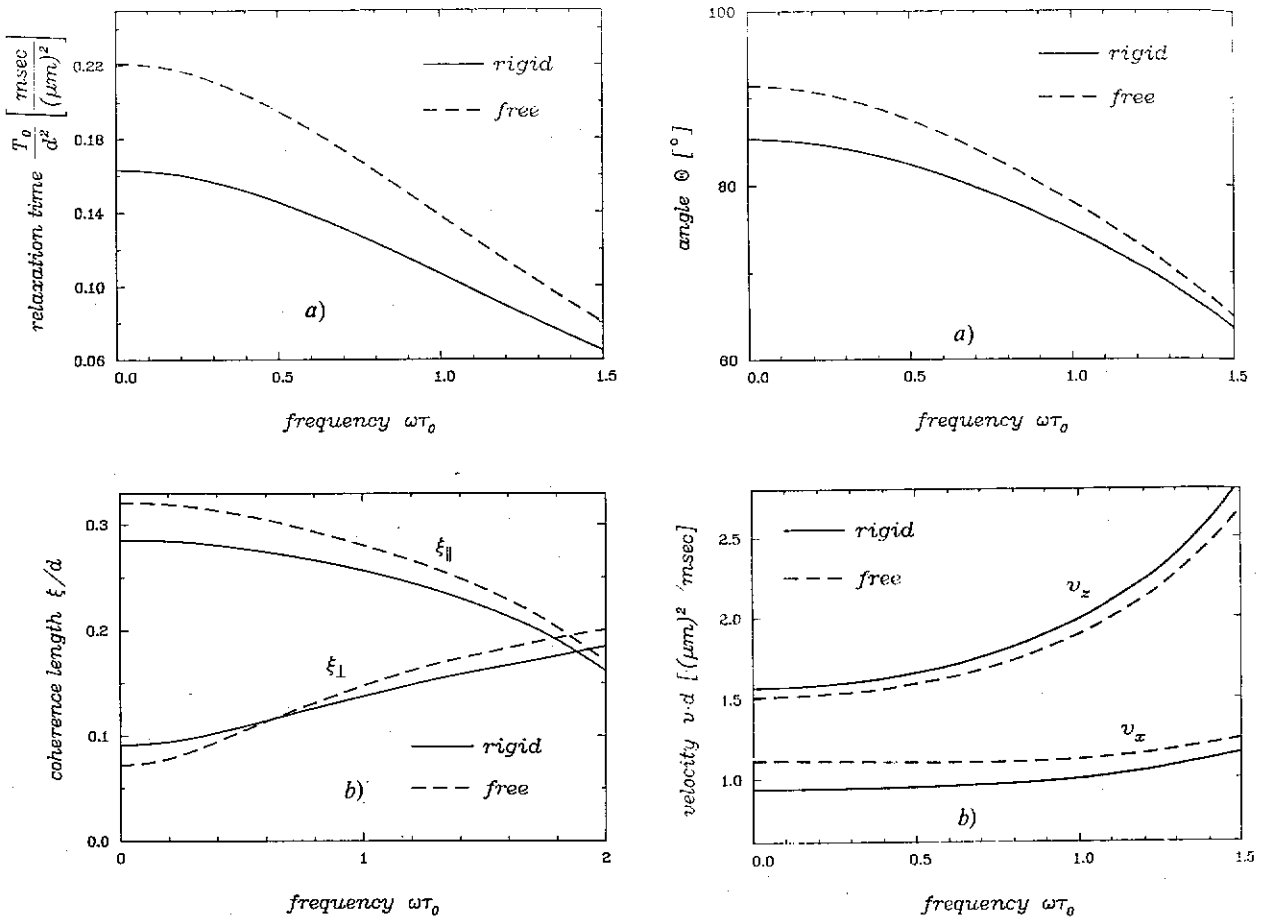 relaxation time T₀/d² [msec/(μm)²]
0.22
0.18
0.14
0.10
0.06
rigid
free
a)
0.0 0.5 1.0 1.5
frequency ωτ₀
angle Θ [°]
100
80
60
rigid
free
a)
0.0 0.5 1.0 1.5
frequency ωτ₀
coherence length ξ/d
0.3
0.2
0.1
0.0
ξ∥
ξ⊥
rigid
free
b)
0 1 2
frequency ωτ₀
velocity v·d [(μm)² /msec]
2.5
2.0
1.5
1.0
rigid
free
v_z
v_x
b)
0.0 0.5 1.0 1.5
frequency ωτ₀